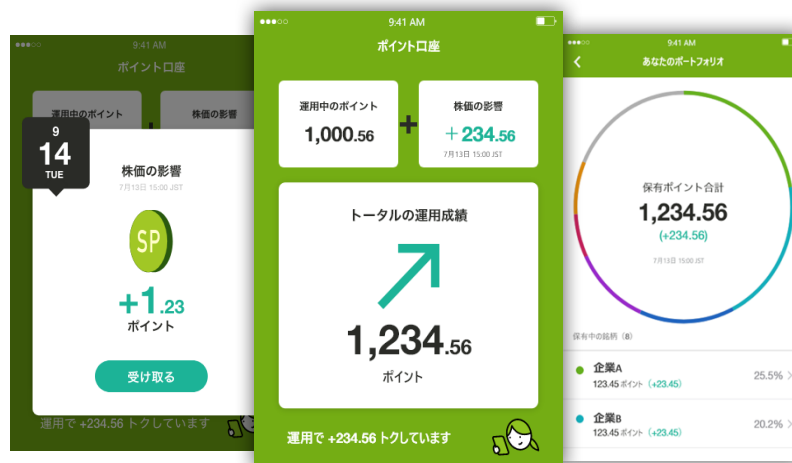 9:41 AM
ポイント口座
運用中のポイント
株価の影響
9
14
TUE
株価の影響
7月13日 15:00 JST
SP
+1.23
ポイント
受け取る
運用で +234.56 トクしています
9:41 AM
ポイント口座
運用中のポイント
1,000.56
+
株価の影響
+234.56
7月13日 15:00 JST
トータルの運用成績
1,234.56
ポイント
運用で +234.56 トクしています
9:41 AM
あなたのポートフォリオ
保有ポイント合計
1,234.56
(+234.56)
7月13日 15:00 JST
保有中の銘柄（8）
企業A
123.45 ポイント（+23.45）
25.5%
企業B
123.45 ポイント（+23.45）
20.2%